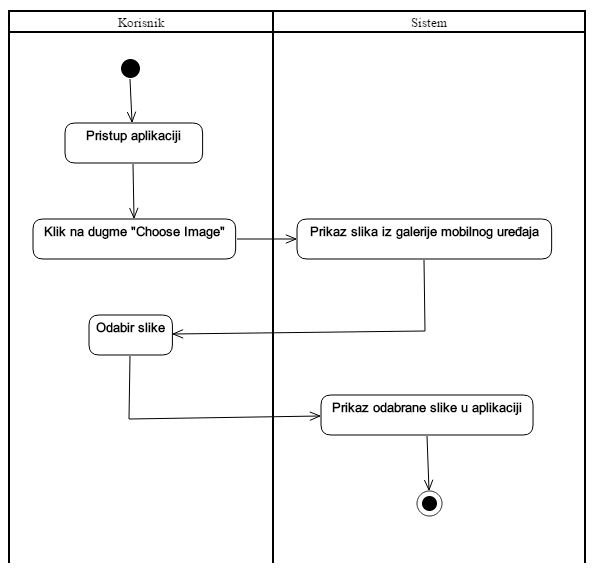 Korisnik
Sistem
Pristup aplikaciji
Klik na dugme "Choose Image"
Prikaz slika iz galerije mobilnog uređaja
Odabir slike
Prikaz odabrane slike u aplikaciji